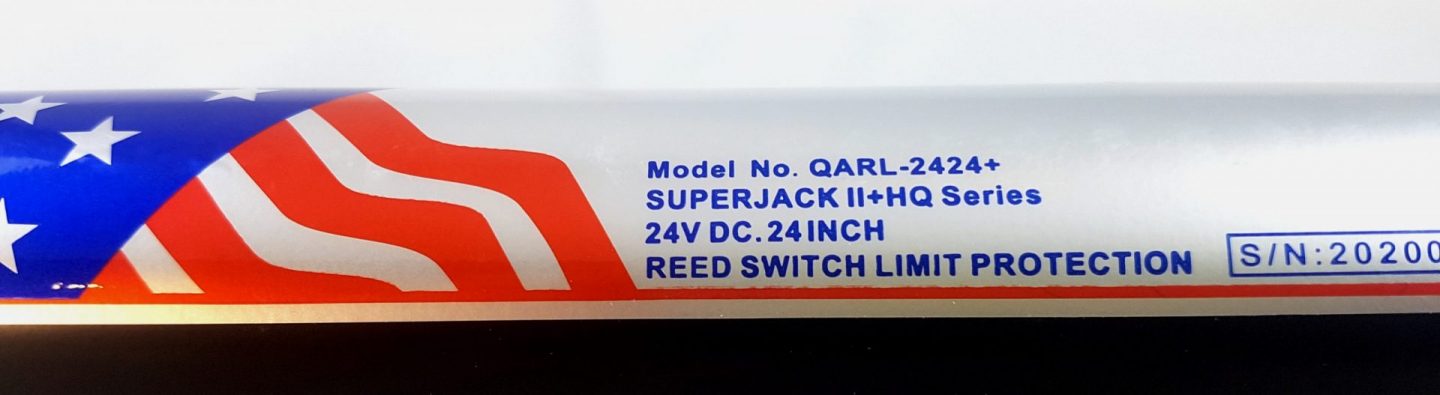 Model No. QARL-2424+
SUPERJACK II+HQ Series
24V DC. 24INCH
REED SWITCH LIMIT PROTECTION
S/N:20200